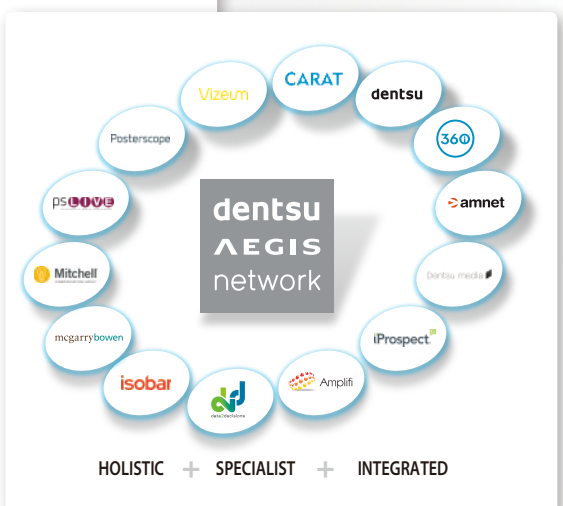 CARAT
dentsu
360
amnet
Dentsu media
iProspect.
Amplifi
data2decisions
isobar
mcgarrybowen
Mitchell
psLIVE
Posterscope
Vizeum
dentsu
AEGIS
network
HOLISTIC + SPECIALIST + INTEGRATED